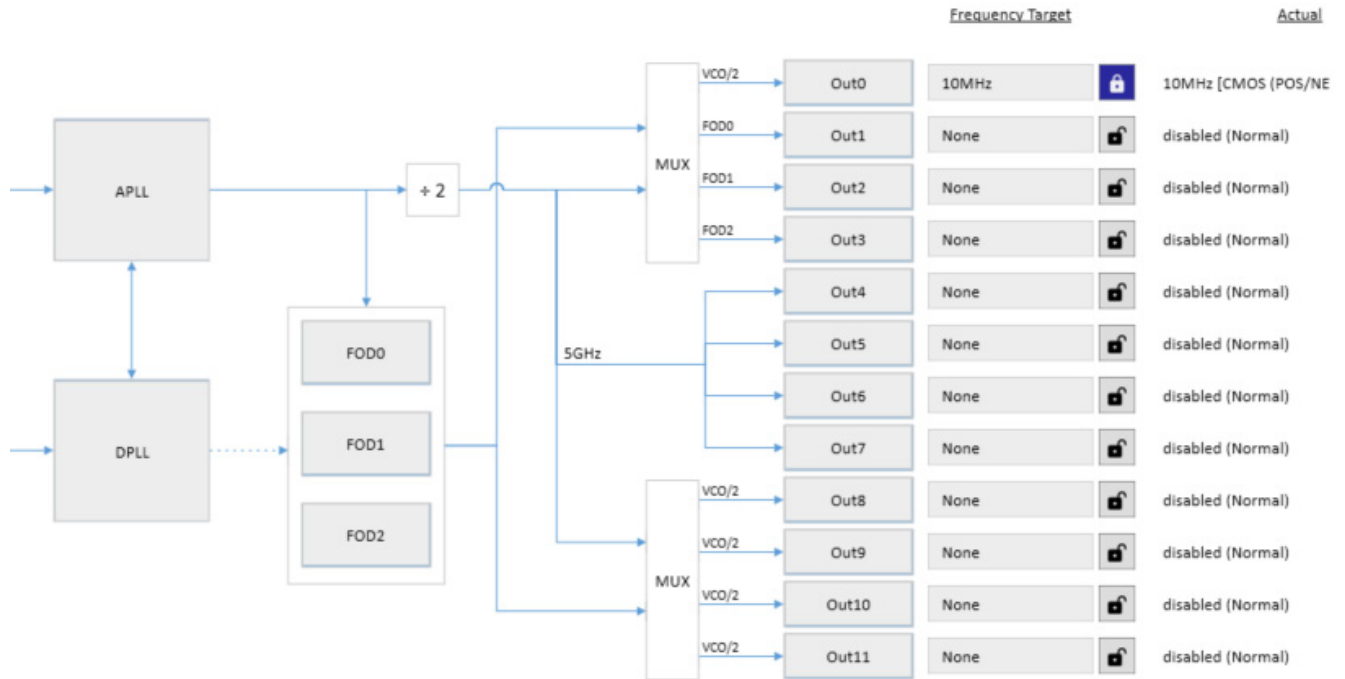 Frequency Target Actual
VCO/2 Out0 10MHz 10MHz [CMOS (POS/NE
FOD0 Out1 None disabled (Normal)
MUX
APLL ÷ 2 FOD1 Out2 None disabled (Normal)
FOD2 Out3 None disabled (Normal)
Out4 None disabled (Normal)
FOD0 5GHz Out5 None disabled (Normal)
Out6 None disabled (Normal)
DPLL FOD1 Out7 None disabled (Normal)
VCO/2 Out8 None disabled (Normal)
FOD2 VCO/2 Out9 None disabled (Normal)
MUX
VCO/2 Out10 None disabled (Normal)
VCO/2 Out11 None disabled (Normal)